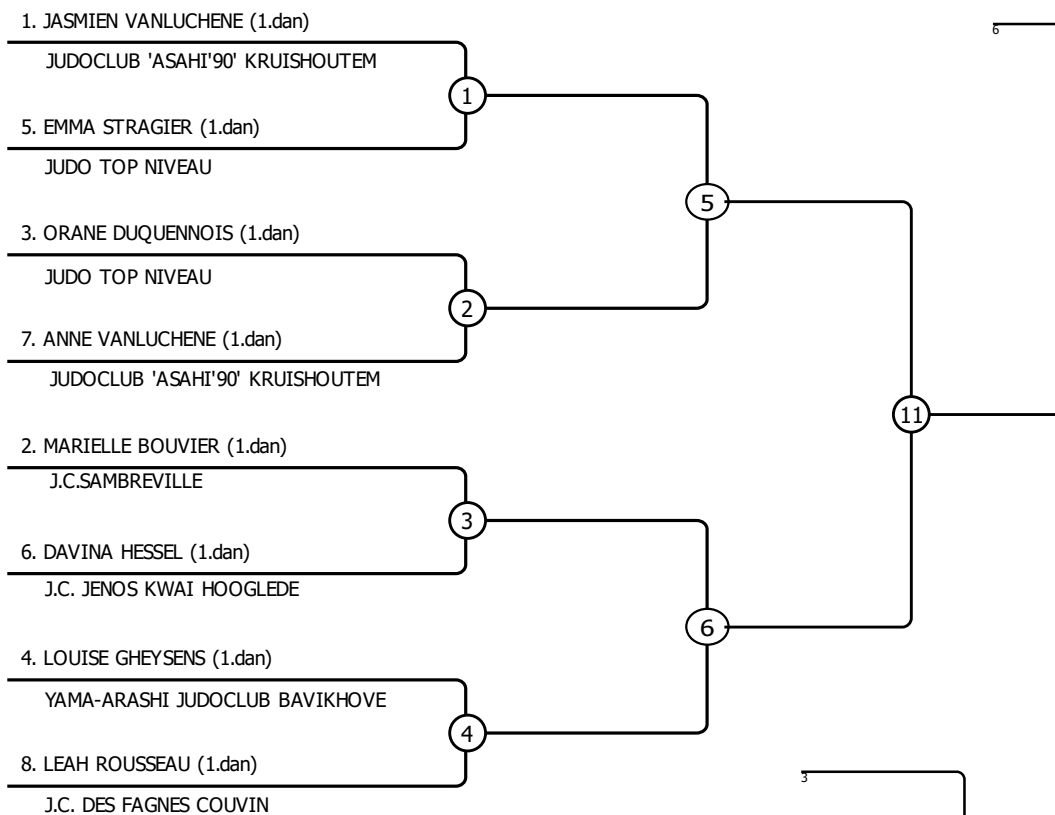 1. JASMIEN VANLUCHENE (1.dan)
6
JUDOCLUB 'ASAHI'90' KRUISHOUTEM
1
5. EMMA STRAGIER (1.dan)
JUDO TOP NIVEAU
5
3. ORANE DUQUENNOIS (1.dan)
JUDO TOP NIVEAU
2
7. ANNE VANLUCHENE (1.dan)
JUDOCLUB 'ASAHI'90' KRUISHOUTEM
11
2. MARIELLE BOUVIER (1.dan)
J.C.SAMBREVILLE
3
6. DAVINA HESSEL (1.dan)
J.C. JENOS KWAI HOOGLEDE
6
4. LOUISE GHEYSENS (1.dan)
YAMA-ARASHI JUDOCLUB BAVIKHOVE
4
8. LEAH ROUSSEAU (1.dan)
3
J.C. DES FAGNES COUVIN